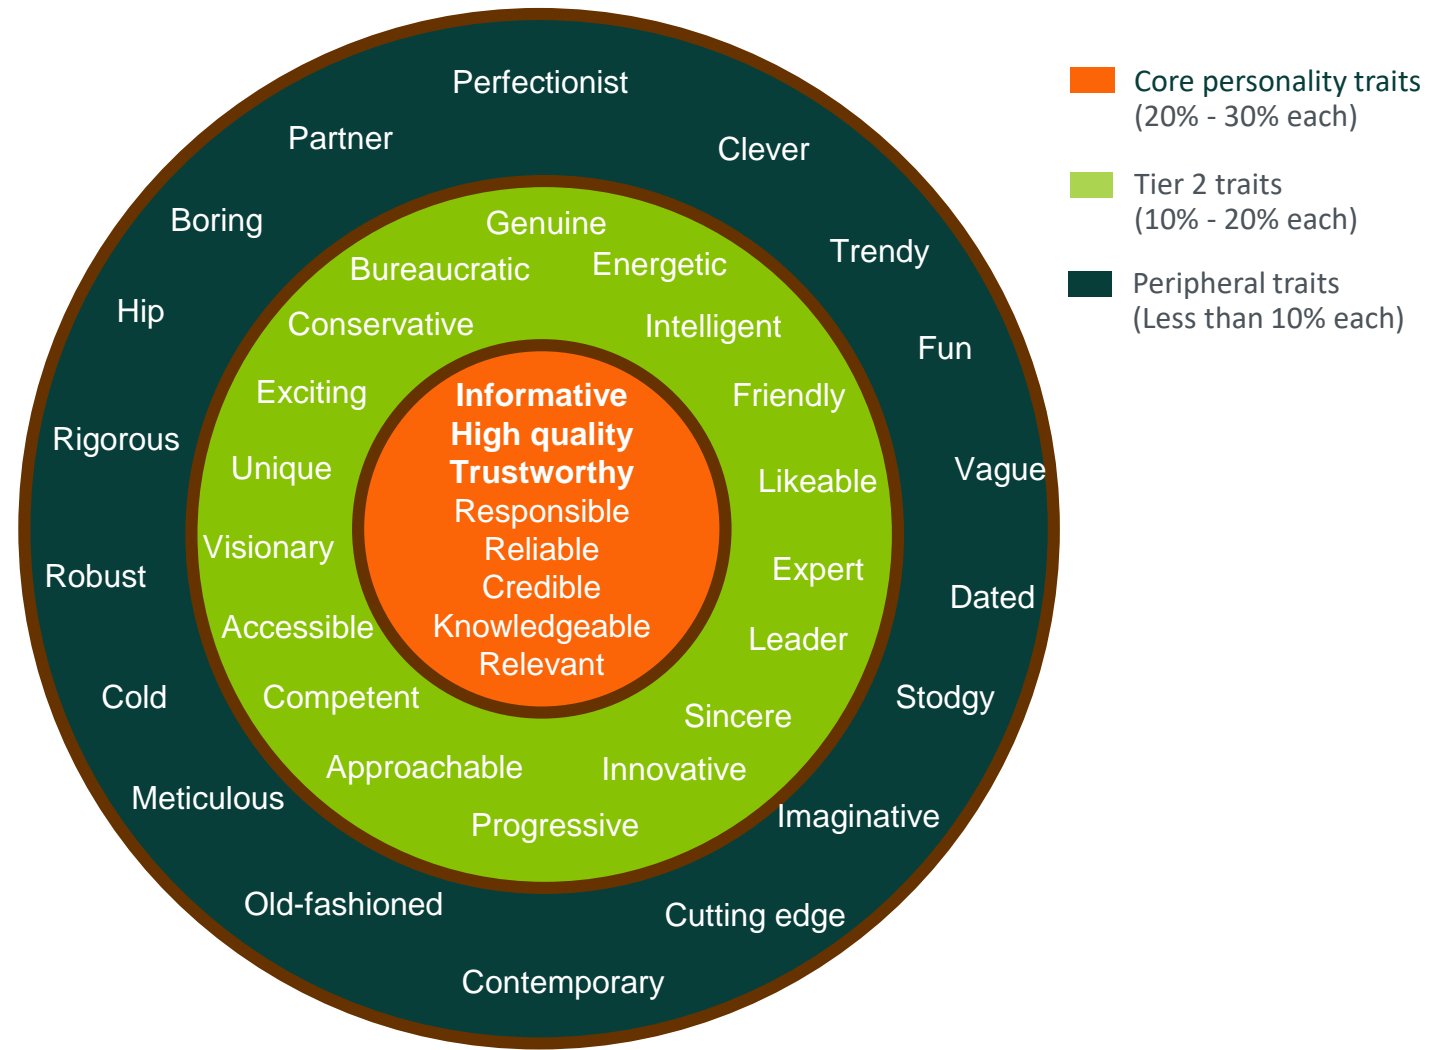 Perfectionist
Partner
Clever
Boring
Trendy
Hip
Fun
Rigorous
Vague
Robust
Dated
Cold
Stodgy
Meticulous
Imaginative
Old-fashioned
Cutting edge
Contemporary
Genuine
Bureaucratic
Energetic
Conservative
Intelligent
Exciting
Friendly
Unique
Likeable
Visionary
Expert
Accessible
Leader
Competent
Sincere
Approachable
Innovative
Progressive
Informative
High quality
Trustworthy
Responsible
Reliable
Credible
Knowledgeable
Relevant
Core personality traits
(20% - 30% each)
Tier 2 traits
(10% - 20% each)
Peripheral traits
(Less than 10% each)